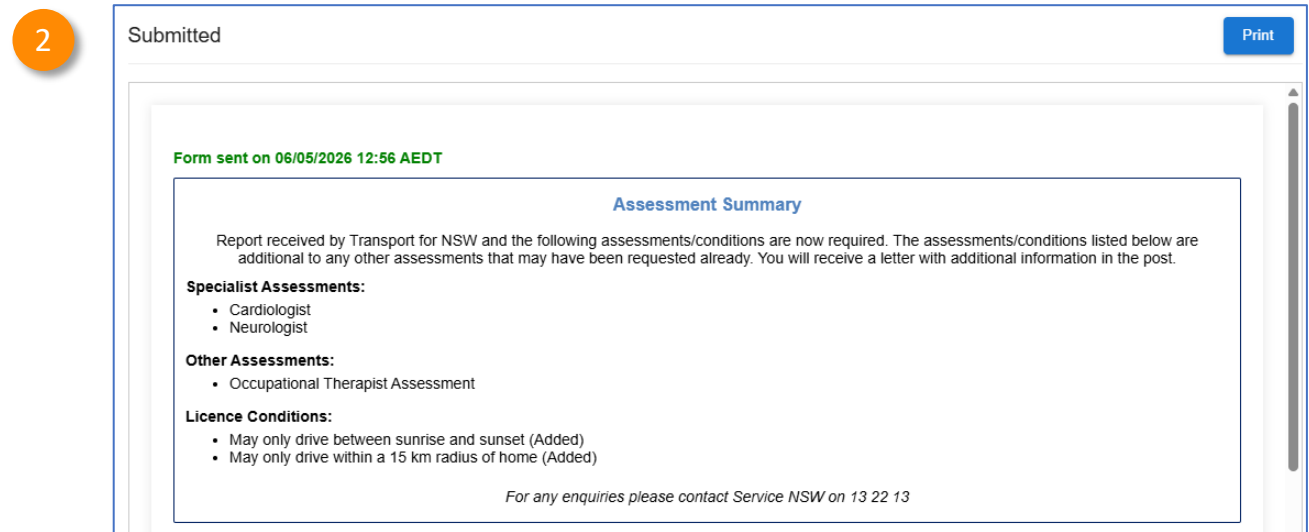 2
Submitted
Print
Form sent on 06/05/2026 12:56 AEDT
Assessment Summary
Report received by Transport for NSW and the following assessments/conditions are now required. The assessments/conditions listed below are
additional to any other assessments that may have been requested already. You will receive a letter with additional information in the post.
Specialist Assessments:
• Cardiologist
• Neurologist
Other Assessments:
• Occupational Therapist Assessment
Licence Conditions:
• May only drive between sunrise and sunset (Added)
• May only drive within a 15 km radius of home (Added)
For any enquiries please contact Service NSW on 13 22 13